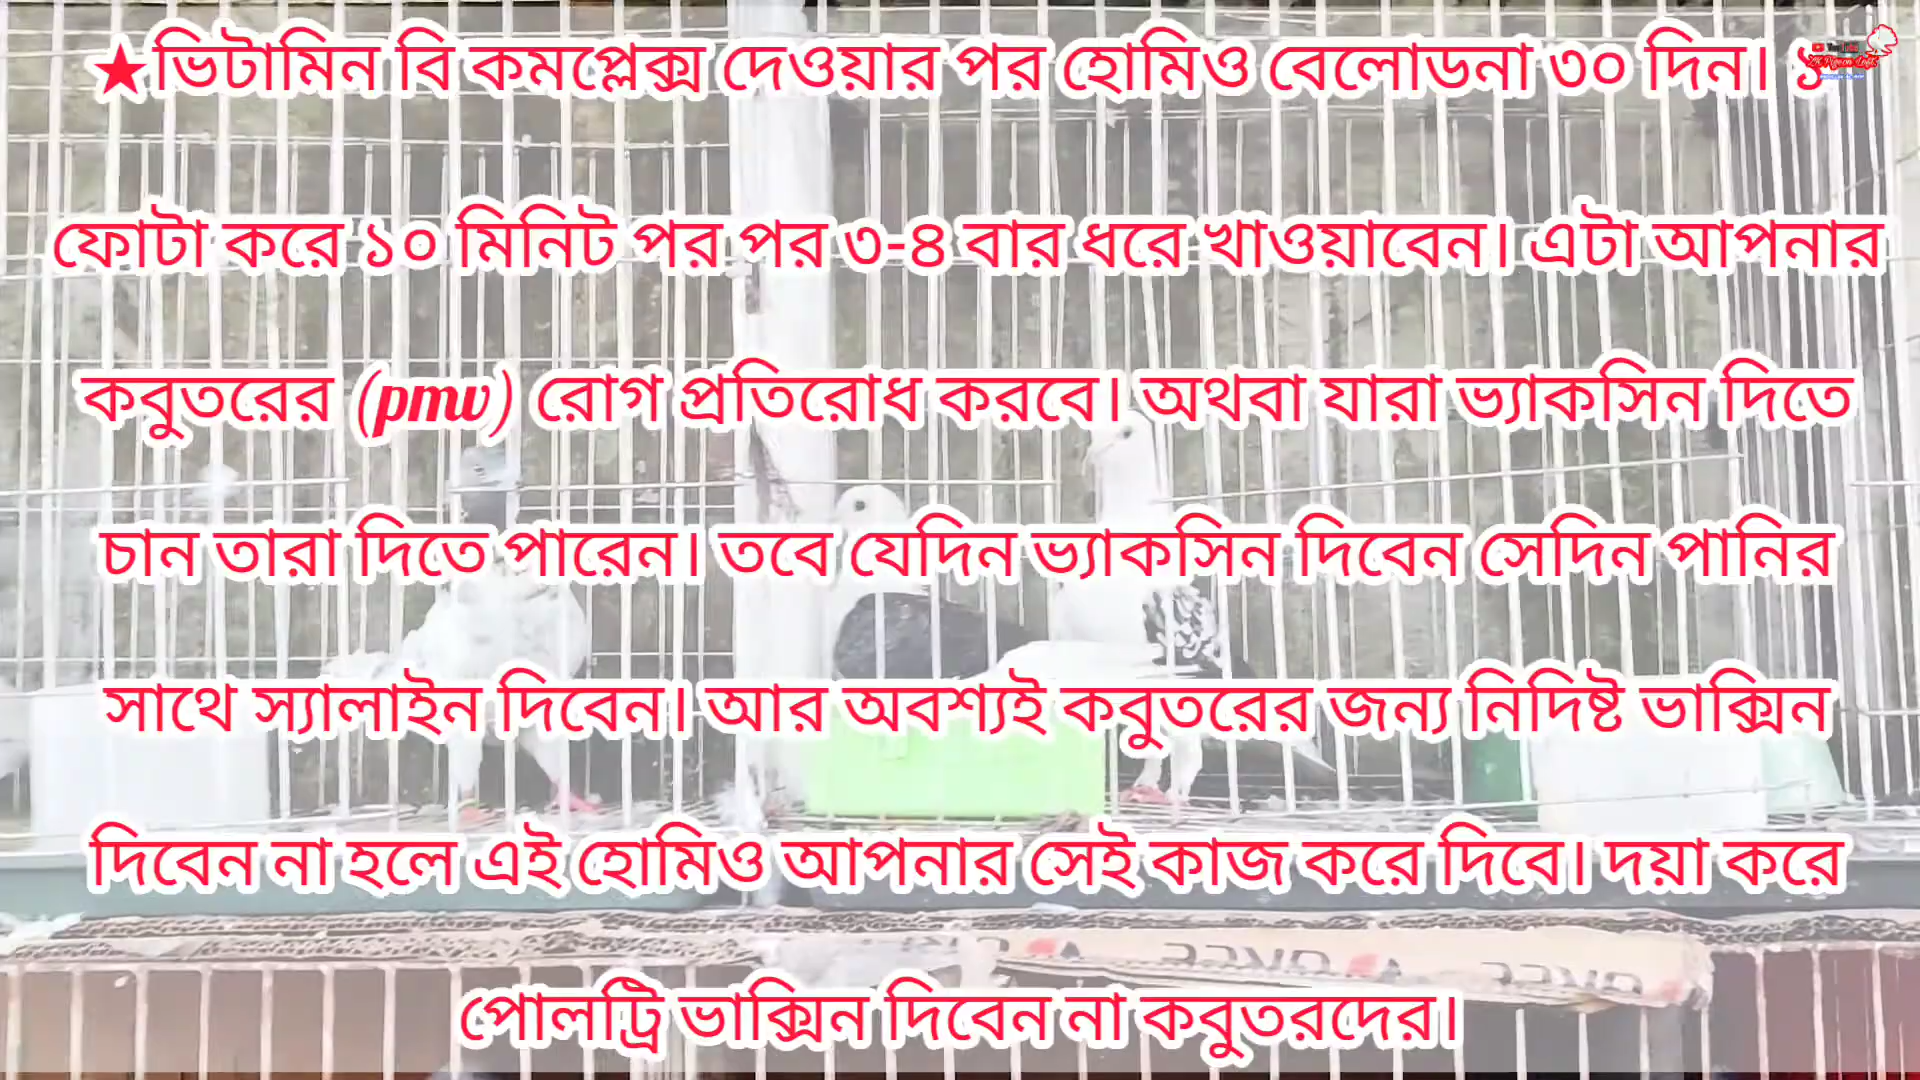 ★ভিটামিন বি কমপ্লেক্স দেওয়ার পর হোমিও বেলোডনা ৩০ দিন। ১
ফোটা করে ১০ মিনিট পর পর ৩-৪ বার ধরে খাওয়াবেন। এটা আপনার
কবুতরের (pmv) রোগ প্রতিরোধ করবে। অথবা যারা ভ্যাকসিন দিতে
চান তারা দিতে পারেন। তবে যেদিন ভ্যাকসিন দিবেন সেদিন পানির
সাথে স্যালাইন দিবেন। আর অবশ্যই কবুতরের জন্য নিদিষ্ট ভাক্সিন
দিবেন না হলে এই হোমিও আপনার সেই কাজ করে দিবে। দয়া করে
পোলট্রি ভাক্সিন দিবেন না কবুতরদের।